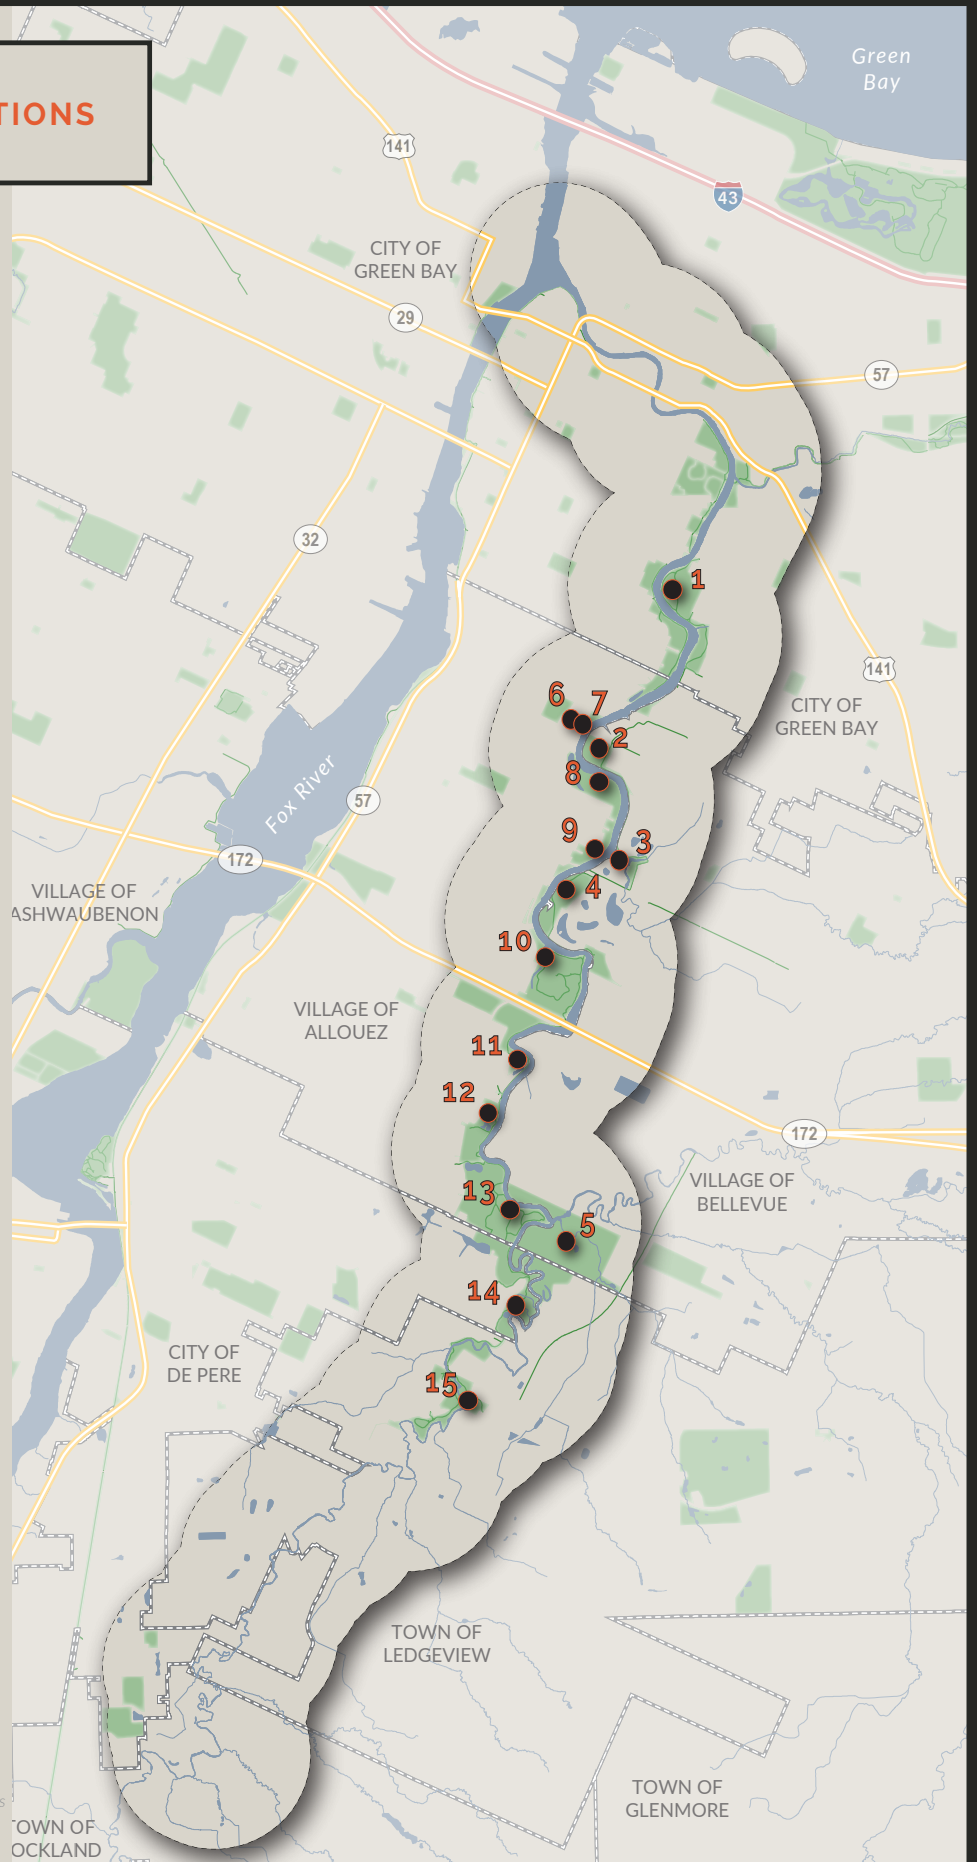 Green
Bay
TIONS
141
43
CITY OF
GREEN BAY
29
57
32
1
141
6
7
CITY OF
GREEN BAY
2
8
Fox River
57
9
3
172
4
VILLAGE OF
ASHWAUBENON
10
VILLAGE OF
ALLOUEZ
11
12
172
VILLAGE OF
BELLEVUE
13
5
14
CITY OF
DE PERE
15
TOWN OF
LEDGEVIEW
TOWN OF
GLENMORE
TOWN OF
OCKLAND